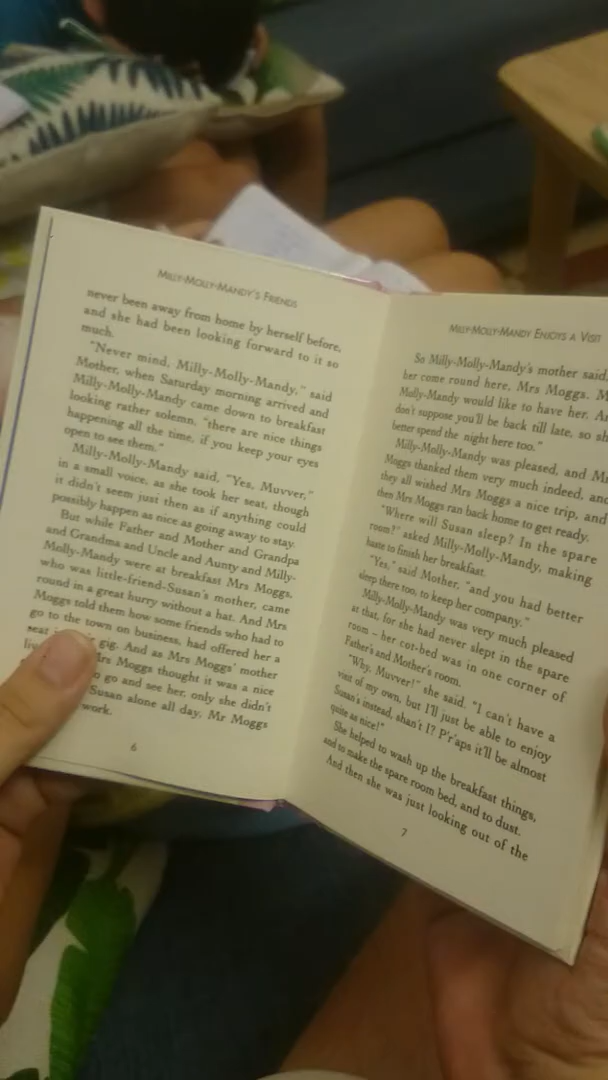 MILLY-MOLLY-MANDY'S FRIENDS
never been away from home by herself before,
and she had been looking forward to it so
much.
"Never mind, Milly-Molly-Mandy," said
Mother, when Saturday morning arrived and
Milly-Molly-Mandy came down to breakfast
looking rather solemn, "there are nice things
happening all the time, if you keep your eyes
open to see them."
Milly-Molly-Mandy said, "Yes, Muvver,"
in a small voice, as she took her seat, though
it didn't seem just then as if anything could
possibly happen as nice as going away to stay.
But while Father and Mother and Grandpa
and Grandma and Uncle and Aunty and Milly-
Molly-Mandy were at breakfast Mrs Moggs,
who was little-friend-Susan's mother, came
round in a great hurry without a hat. And Mrs
Moggs told them how some friends who had to
go to the town on business, had offered her a
seat gig. And as Mrs Moggs' mother
Mrs Moggs thought it was a nice
go and see her, only she didn't
Susan alone all day, Mr Moggs
work.
6
MILLY-MOLLY-MANDY ENJOYS A VISIT
So Milly-Molly-Mandy's mother said,
her come round here, Mrs Moggs.
Molly-Mandy would like to have her.
don't suppose you'll be back till late, so
better spend the night here too."
Milly-Molly-Mandy was pleased, and
Moggs thanked them very much indeed, and
they all wished Mrs Moggs a nice trip, and
then Mrs Moggs ran back home to get ready.
"Where will Susan sleep? In the spare
room?" asked Milly-Molly-Mandy, making
haste to finish her breakfast.
"Yes," said Mother, "and you had better
sleep there too, to keep her company."
Milly-Molly-Mandy was very much pleased
at that, for she had never slept in the spare
room – her cot-bed was in one corner of
Father's and Mother's room.
"Why, Muvver!" she said. "I can't have a
visit of my own, but I'll just be able to enjoy
Susan's instead, shan't I? P'r'aps it'll be almost
quite as nice!"
She helped to wash up the breakfast things,
and to make the spare room bed, and to dust.
And then she was just looking out of the
7